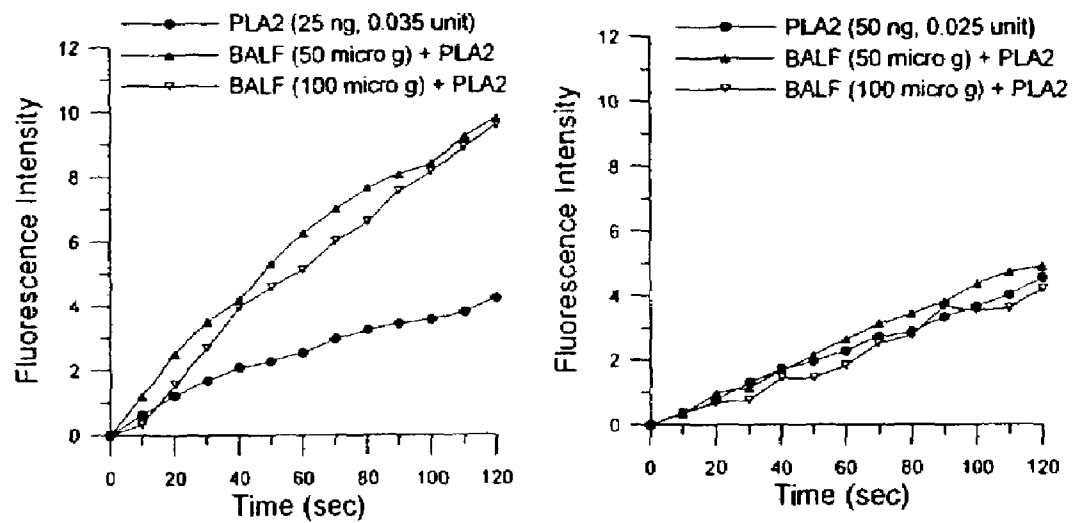 PLA2 (25 ng, 0.035 unit)
BALF (50 micro g) + PLA2
BALF (100 micro g) + PLA2
12
10
8
6
4
2
0
Fluorescence Intensity
0 20 40 60 80 100 120
Time (sec)
PLA2 (50 ng, 0.025 unit)
BALF (50 micro g) + PLA2
BALF (100 micro g) + PLA2
12
10
8
6
4
2
0
Fluorescence Intensity
0 20 40 60 80 100 120
Time (sec)